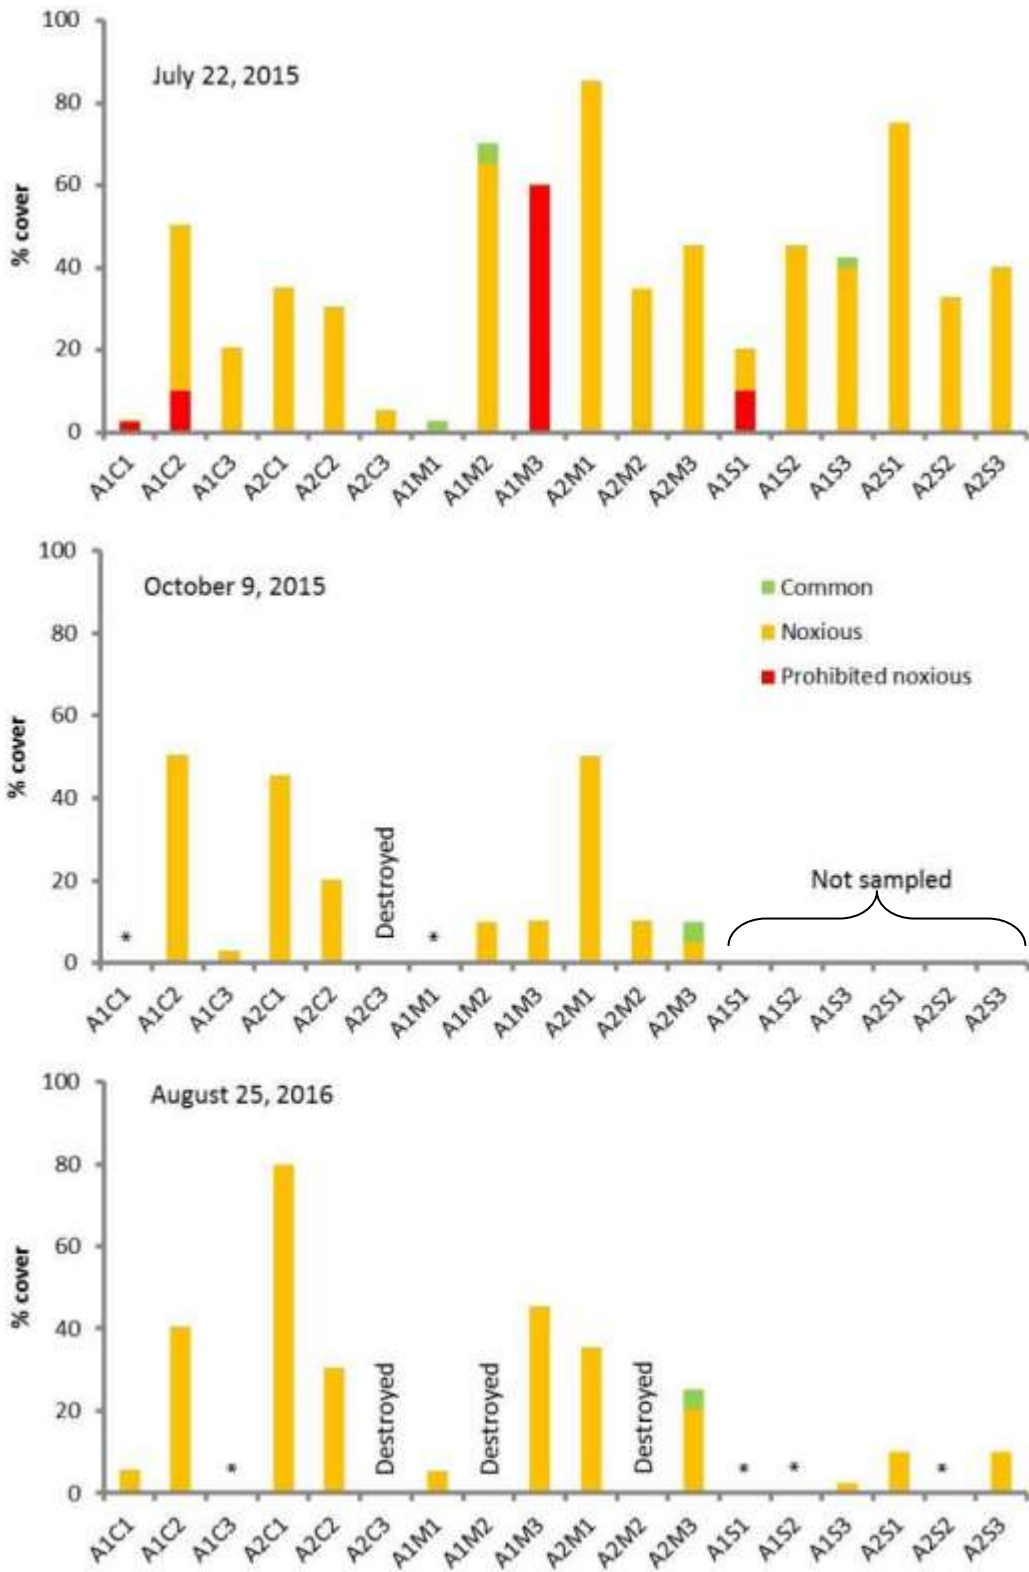 100
80
60
40
20
0
% cover
July 22, 2015
A1C1 A1C2 A1C3 A2C1 A2C2 A2C3 A1M1 A1M2 A1M3 A2M1 A2M2 A2M3 A1S1 A1S2 A1S3 A2S1 A2S2 A2S3
100
80
60
40
20
0
% cover
October 9, 2015
Common
Noxious
Prohibited noxious
* Destroyed *
Not sampled
A1C1 A1C2 A1C3 A2C1 A2C2 A2C3 A1M1 A1M2 A1M3 A2M1 A2M2 A2M3 A1S1 A1S2 A1S3 A2S1 A2S2 A2S3
100
80
60
40
20
0
% cover
August 25, 2016
* Destroyed Destroyed Destroyed * * *
A1C1 A1C2 A1C3 A2C1 A2C2 A2C3 A1M1 A1M2 A1M3 A2M1 A2M2 A2M3 A1S1 A1S2 A1S3 A2S1 A2S2 A2S3